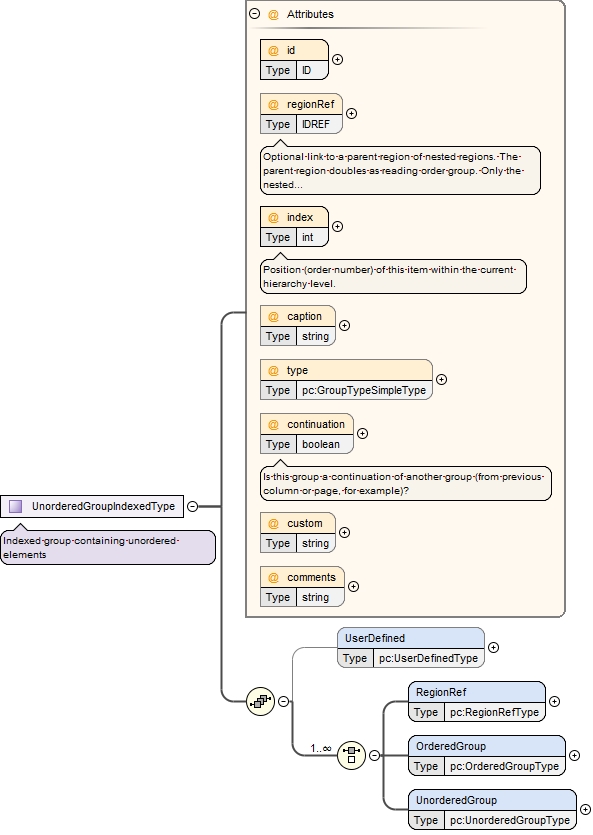 @ Attributes
@ id
Type ID
@ regionRef
Type IDREF
Optional link to a parent region of nested regions. The
parent region doubles as reading order group. Only the
nested...
@ index
Type int
Position (order number) of this item within the current
hierarchy level.
@ caption
Type string
@ type
Type pc:GroupTypeSimpleType
@ continuation
Type boolean
Is this group a continuation of another group (from previous
column or page, for example)?
UnorderedGroupIndexedType
Indexed group containing unordered
elements
@ custom
Type string
@ comments
Type string
UserDefined
Type pc:UserDefinedType
RegionRef
Type pc:RegionRefType
1..∞
OrderedGroup
Type pc:OrderedGroupType
UnorderedGroup
Type pc:UnorderedGroupType